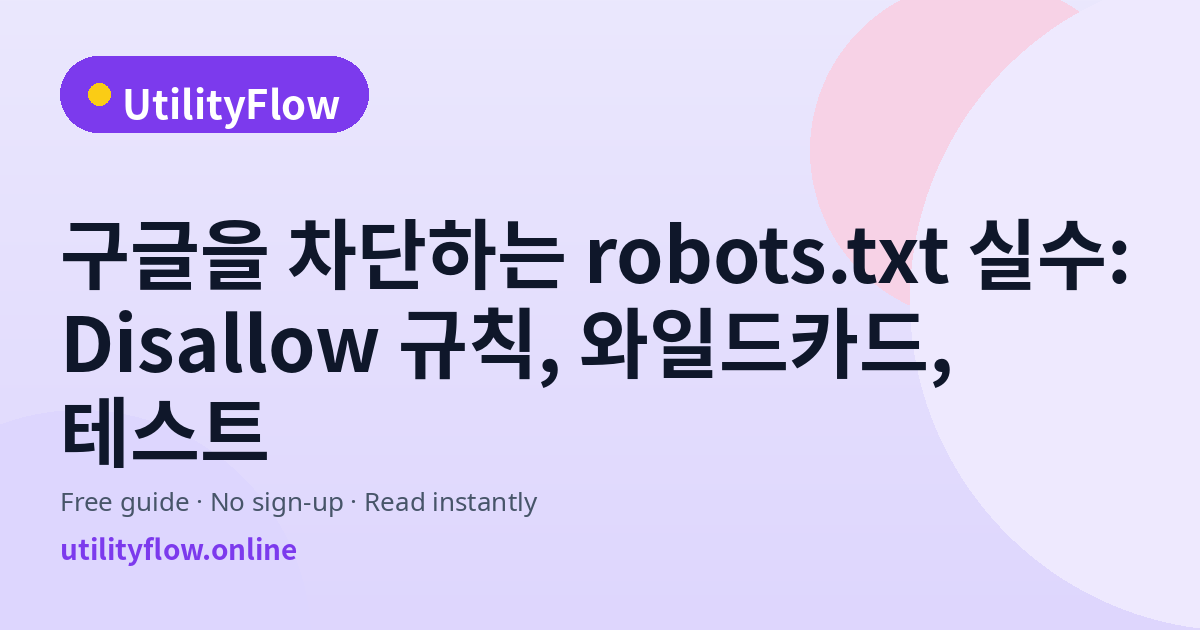 UtilityFlow
구글을 차단하는 robots.txt 실수:
Disallow 규칙, 와일드카드,
테스트
Free guide · No sign-up · Read instantly
utilityflow.online